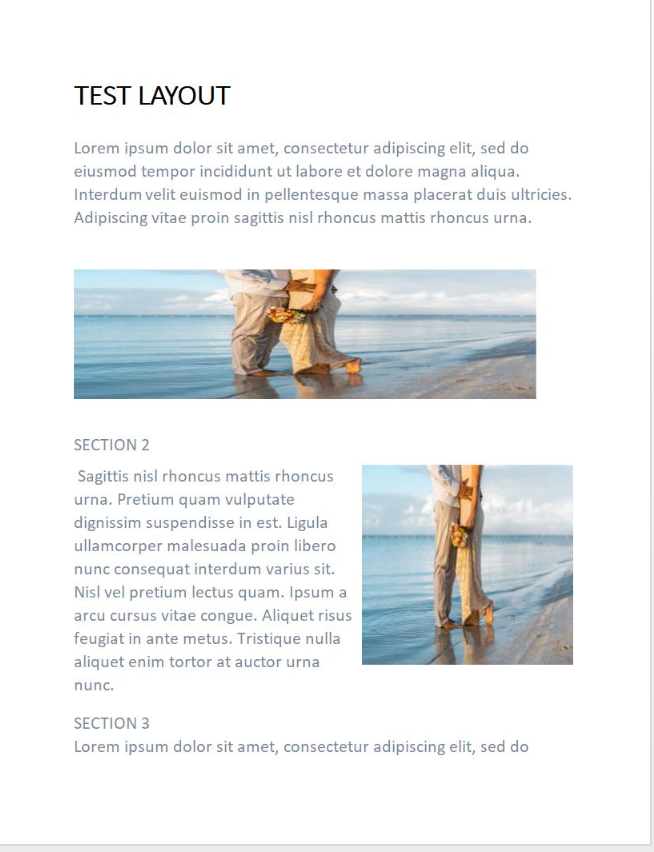 TEST LAYOUT
Lorem ipsum dolor sit amet, consectetur adipiscing elit, sed do
eiusmod tempor incididunt ut labore et dolore magna aliqua.
Interdum velit euismod in pellentesque massa placerat duis ultricies.
Adipiscing vitae proin sagittis nisl rhoncus mattis rhoncus urna.
SECTION 2
Sagittis nisl rhoncus mattis rhoncus
urna. Pretium quam vulputate
dignissim suspendisse in est. Ligula
ullamcorper malesuada proin libero
nunc consequat interdum varius sit.
Nisl vel pretium lectus quam. Ipsum a
arcu cursus vitae congue. Aliquet risus
feugiat in ante metus. Tristique nulla
aliquet enim tortor at auctor urna
nunc.
SECTION 3
Lorem ipsum dolor sit amet, consectetur adipiscing elit, sed do